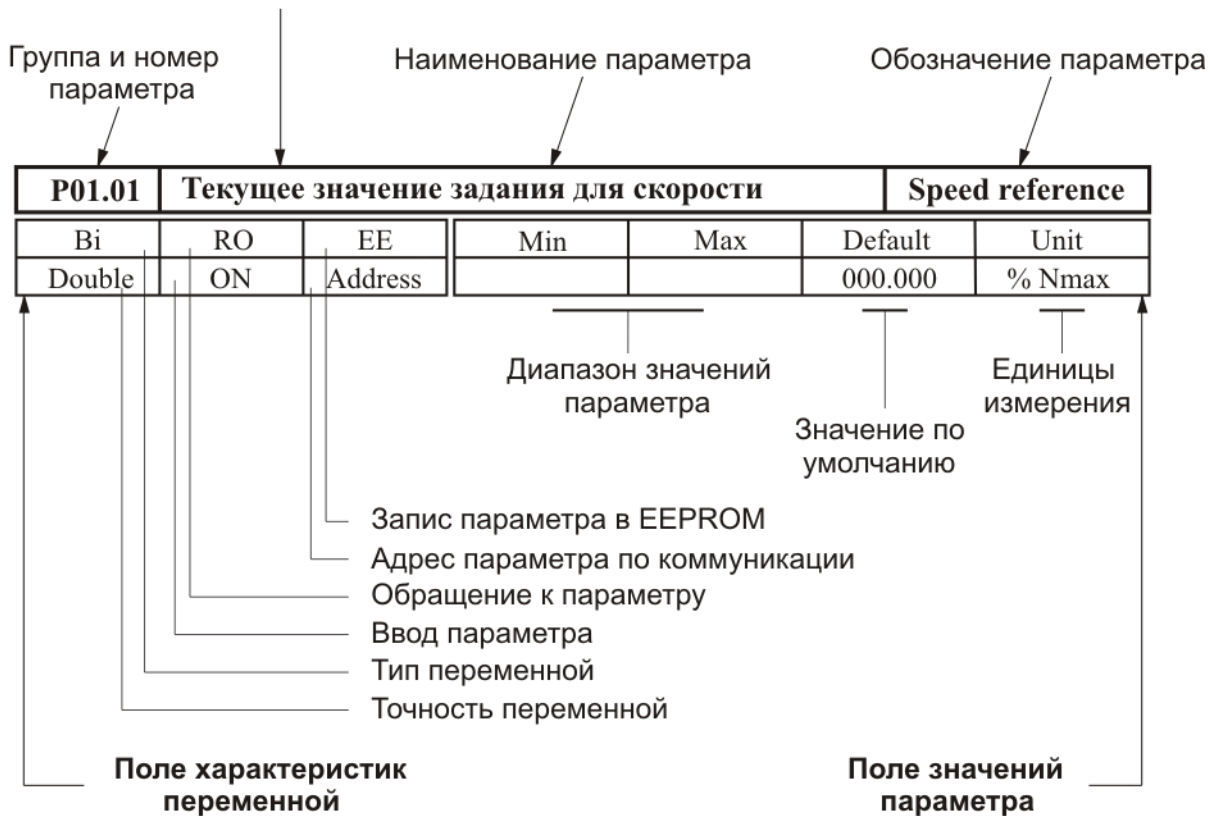 Группа и номер
параметра
Наименование параметра
Обозначение параметра
P01.01 Текущее значение задания для скорости Speed reference
Bi RO EE Min Max Default Unit
Double ON Address 000.000 % Nmax
Диапазон значений
параметра
Единицы
измерения
Значение по
умолчанию
Запис параметра в EEPROM
Адрес параметра по коммуникации
Обращение к параметру
Ввод параметра
Тип переменной
Точность переменной
Поле характеристик
переменной
Поле значений
параметра